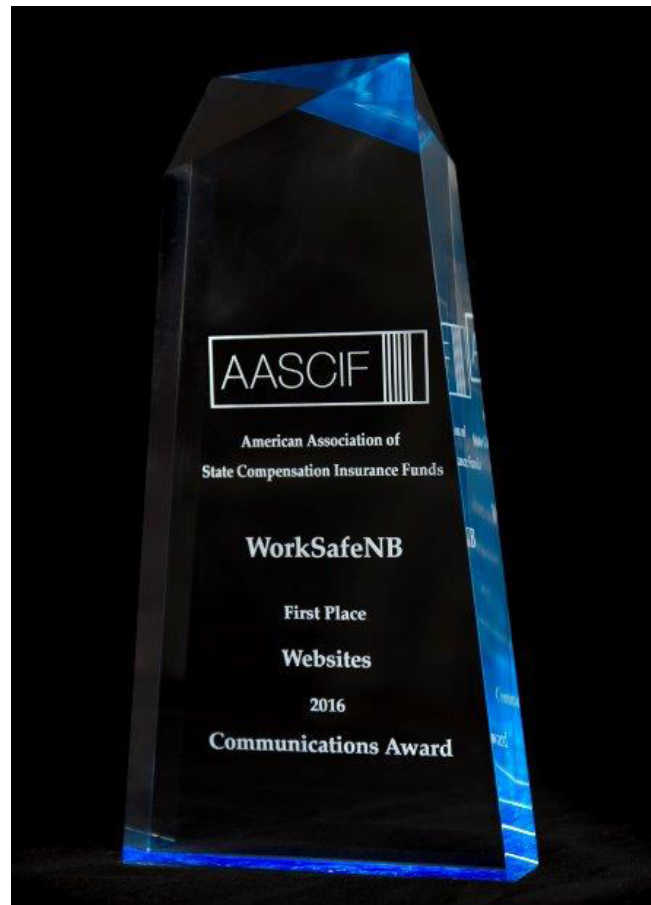 AASCIF
American Association of
State Compensation Insurance Funds
WorkSafeNB
First Place
Websites
2016
Communications Award